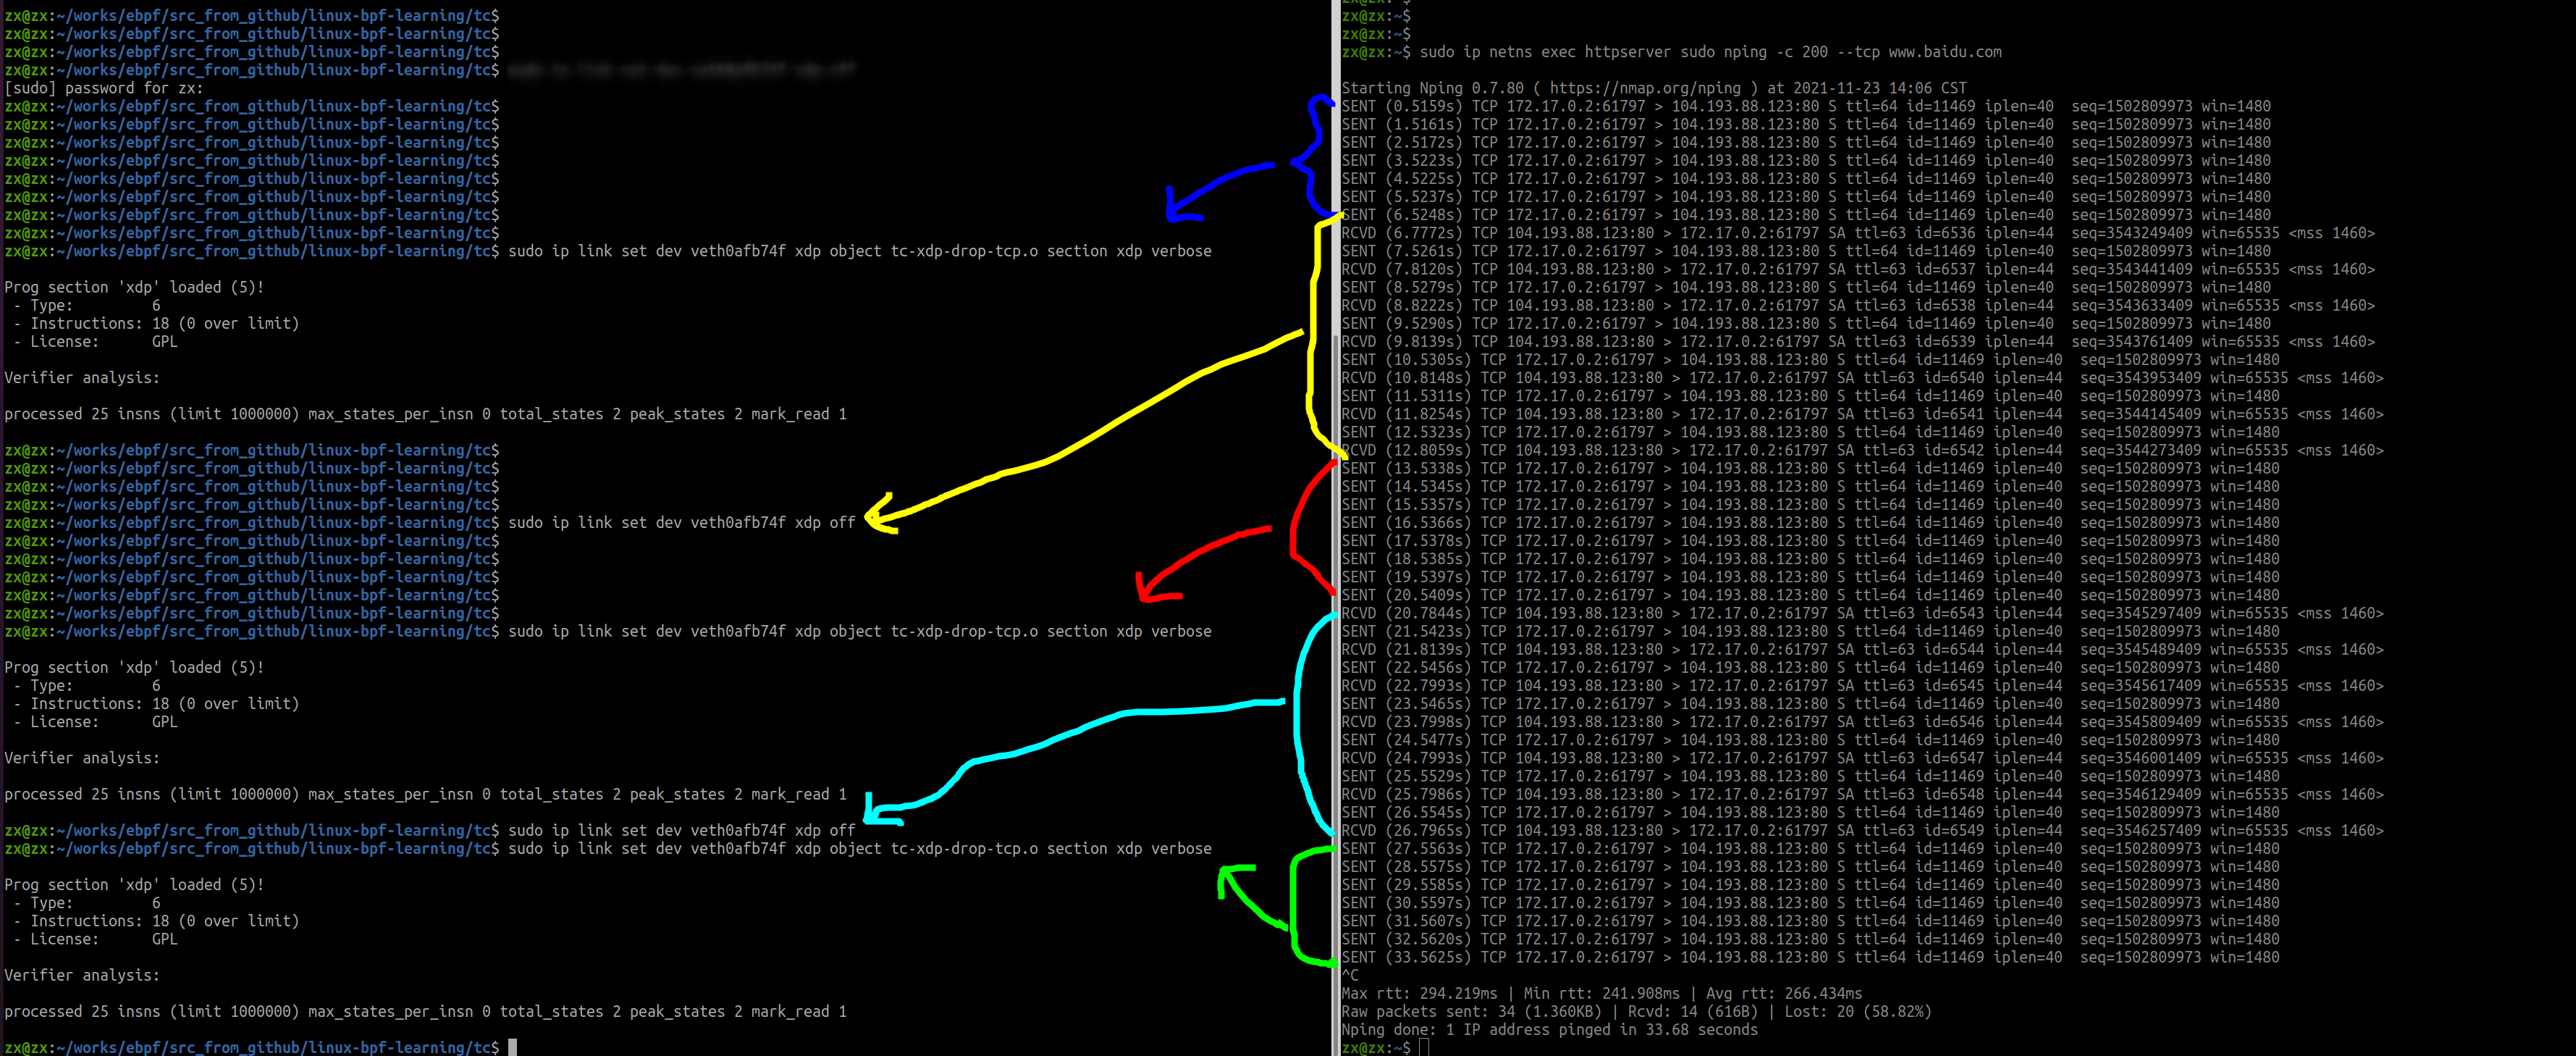 zx@zx:~/works/ebpf/src_from_github/linux-bpf-learning/tc$
zx@zx:~/works/ebpf/src_from_github/linux-bpf-learning/tc$
zx@zx:~/works/ebpf/src_from_github/linux-bpf-learning/tc$
zx@zx:~/works/ebpf/src_from_github/linux-bpf-learning/tc$
[sudo] password for zx:
zx@zx:~/works/ebpf/src_from_github/linux-bpf-learning/tc$
zx@zx:~/works/ebpf/src_from_github/linux-bpf-learning/tc$
zx@zx:~/works/ebpf/src_from_github/linux-bpf-learning/tc$
zx@zx:~/works/ebpf/src_from_github/linux-bpf-learning/tc$
zx@zx:~/works/ebpf/src_from_github/linux-bpf-learning/tc$
zx@zx:~/works/ebpf/src_from_github/linux-bpf-learning/tc$
zx@zx:~/works/ebpf/src_from_github/linux-bpf-learning/tc$
zx@zx:~/works/ebpf/src_from_github/linux-bpf-learning/tc$
zx@zx:~/works/ebpf/src_from_github/linux-bpf-learning/tc$ sudo ip link set dev veth0afb74f xdp object tc-xdp-drop-tcp.o section xdp verbose
Prog section 'xdp' loaded (5)!
 - Type:         6
 - Instructions: 18 (0 over limit)
 - License:      GPL
Verifier analysis:
processed 25 insns (limit 1000000) max_states_per_insn 0 total_states 2 peak_states 2 mark_read 1
zx@zx:~/works/ebpf/src_from_github/linux-bpf-learning/tc$
zx@zx:~/works/ebpf/src_from_github/linux-bpf-learning/tc$
zx@zx:~/works/ebpf/src_from_github/linux-bpf-learning/tc$
zx@zx:~/works/ebpf/src_from_github/linux-bpf-learning/tc$
zx@zx:~/works/ebpf/src_from_github/linux-bpf-learning/tc$ sudo ip link set dev veth0afb74f xdp off
zx@zx:~/works/ebpf/src_from_github/linux-bpf-learning/tc$
zx@zx:~/works/ebpf/src_from_github/linux-bpf-learning/tc$
zx@zx:~/works/ebpf/src_from_github/linux-bpf-learning/tc$
zx@zx:~/works/ebpf/src_from_github/linux-bpf-learning/tc$
zx@zx:~/works/ebpf/src_from_github/linux-bpf-learning/tc$
zx@zx:~/works/ebpf/src_from_github/linux-bpf-learning/tc$ sudo ip link set dev veth0afb74f xdp object tc-xdp-drop-tcp.o section xdp verbose
Prog section 'xdp' loaded (5)!
 - Type:         6
 - Instructions: 18 (0 over limit)
 - License:      GPL
Verifier analysis:
processed 25 insns (limit 1000000) max_states_per_insn 0 total_states 2 peak_states 2 mark_read 1
zx@zx:~/works/ebpf/src_from_github/linux-bpf-learning/tc$ sudo ip link set dev veth0afb74f xdp off
zx@zx:~/works/ebpf/src_from_github/linux-bpf-learning/tc$ sudo ip link set dev veth0afb74f xdp object tc-xdp-drop-tcp.o section xdp verbose
Prog section 'xdp' loaded (5)!
 - Type:         6
 - Instructions: 18 (0 over limit)
 - License:      GPL
Verifier analysis:
processed 25 insns (limit 1000000) max_states_per_insn 0 total_states 2 peak_states 2 mark_read 1
zx@zx:~/works/ebpf/src_from_github/linux-bpf-learning/tc$
zx@zx:~$
zx@zx:~$
zx@zx:~$ sudo ip netns exec httpserver sudo nping -c 200 --tcp www.baidu.com
Starting Nping 0.7.80 ( https://nmap.org/nping ) at 2021-11-23 14:06 CST
SENT (0.5159s) TCP 172.17.0.2:61797 > 104.193.88.123:80 S ttl=64 id=11469 iplen=40  seq=1502809973 win=1480
SENT (1.5161s) TCP 172.17.0.2:61797 > 104.193.88.123:80 S ttl=64 id=11469 iplen=40  seq=1502809973 win=1480
SENT (2.5172s) TCP 172.17.0.2:61797 > 104.193.88.123:80 S ttl=64 id=11469 iplen=40  seq=1502809973 win=1480
SENT (3.5223s) TCP 172.17.0.2:61797 > 104.193.88.123:80 S ttl=64 id=11469 iplen=40  seq=1502809973 win=1480
SENT (4.5225s) TCP 172.17.0.2:61797 > 104.193.88.123:80 S ttl=64 id=11469 iplen=40  seq=1502809973 win=1480
SENT (5.5237s) TCP 172.17.0.2:61797 > 104.193.88.123:80 S ttl=64 id=11469 iplen=40  seq=1502809973 win=1480
SENT (6.5248s) TCP 172.17.0.2:61797 > 104.193.88.123:80 S ttl=64 id=11469 iplen=40  seq=1502809973 win=1480
RCVD (6.7772s) TCP 104.193.88.123:80 > 172.17.0.2:61797 SA ttl=63 id=6536 iplen=44  seq=3543249409 win=65535 <mss 1460>
SENT (7.5261s) TCP 172.17.0.2:61797 > 104.193.88.123:80 S ttl=64 id=11469 iplen=40  seq=1502809973 win=1480
RCVD (7.8120s) TCP 104.193.88.123:80 > 172.17.0.2:61797 SA ttl=63 id=6537 iplen=44  seq=3543441409 win=65535 <mss 1460>
SENT (8.5279s) TCP 172.17.0.2:61797 > 104.193.88.123:80 S ttl=64 id=11469 iplen=40  seq=1502809973 win=1480
RCVD (8.8222s) TCP 104.193.88.123:80 > 172.17.0.2:61797 SA ttl=63 id=6538 iplen=44  seq=3543633409 win=65535 <mss 1460>
SENT (9.5290s) TCP 172.17.0.2:61797 > 104.193.88.123:80 S ttl=64 id=11469 iplen=40  seq=1502809973 win=1480
RCVD (9.8139s) TCP 104.193.88.123:80 > 172.17.0.2:61797 SA ttl=63 id=6539 iplen=44  seq=3543761409 win=65535 <mss 1460>
SENT (10.5305s) TCP 172.17.0.2:61797 > 104.193.88.123:80 S ttl=64 id=11469 iplen=40  seq=1502809973 win=1480
RCVD (10.8148s) TCP 104.193.88.123:80 > 172.17.0.2:61797 SA ttl=63 id=6540 iplen=44  seq=3543953409 win=65535 <mss 1460>
SENT (11.5311s) TCP 172.17.0.2:61797 > 104.193.88.123:80 S ttl=64 id=11469 iplen=40  seq=1502809973 win=1480
RCVD (11.8254s) TCP 104.193.88.123:80 > 172.17.0.2:61797 SA ttl=63 id=6541 iplen=44  seq=3544145409 win=65535 <mss 1460>
SENT (12.5323s) TCP 172.17.0.2:61797 > 104.193.88.123:80 S ttl=64 id=11469 iplen=40  seq=1502809973 win=1480
RCVD (12.8059s) TCP 104.193.88.123:80 > 172.17.0.2:61797 SA ttl=63 id=6542 iplen=44  seq=3544273409 win=65535 <mss 1460>
SENT (13.5338s) TCP 172.17.0.2:61797 > 104.193.88.123:80 S ttl=64 id=11469 iplen=40  seq=1502809973 win=1480
SENT (14.5345s) TCP 172.17.0.2:61797 > 104.193.88.123:80 S ttl=64 id=11469 iplen=40  seq=1502809973 win=1480
SENT (15.5357s) TCP 172.17.0.2:61797 > 104.193.88.123:80 S ttl=64 id=11469 iplen=40  seq=1502809973 win=1480
SENT (16.5366s) TCP 172.17.0.2:61797 > 104.193.88.123:80 S ttl=64 id=11469 iplen=40  seq=1502809973 win=1480
SENT (17.5378s) TCP 172.17.0.2:61797 > 104.193.88.123:80 S ttl=64 id=11469 iplen=40  seq=1502809973 win=1480
SENT (18.5385s) TCP 172.17.0.2:61797 > 104.193.88.123:80 S ttl=64 id=11469 iplen=40  seq=1502809973 win=1480
SENT (19.5397s) TCP 172.17.0.2:61797 > 104.193.88.123:80 S ttl=64 id=11469 iplen=40  seq=1502809973 win=1480
SENT (20.5409s) TCP 172.17.0.2:61797 > 104.193.88.123:80 S ttl=64 id=11469 iplen=40  seq=1502809973 win=1480
RCVD (20.7844s) TCP 104.193.88.123:80 > 172.17.0.2:61797 SA ttl=63 id=6543 iplen=44  seq=3545297409 win=65535 <mss 1460>
SENT (21.5423s) TCP 172.17.0.2:61797 > 104.193.88.123:80 S ttl=64 id=11469 iplen=40  seq=1502809973 win=1480
RCVD (21.8139s) TCP 104.193.88.123:80 > 172.17.0.2:61797 SA ttl=63 id=6544 iplen=44  seq=3545489409 win=65535 <mss 1460>
SENT (22.5456s) TCP 172.17.0.2:61797 > 104.193.88.123:80 S ttl=64 id=11469 iplen=40  seq=1502809973 win=1480
RCVD (22.7993s) TCP 104.193.88.123:80 > 172.17.0.2:61797 SA ttl=63 id=6545 iplen=44  seq=3545617409 win=65535 <mss 1460>
SENT (23.5465s) TCP 172.17.0.2:61797 > 104.193.88.123:80 S ttl=64 id=11469 iplen=40  seq=1502809973 win=1480
RCVD (23.7998s) TCP 104.193.88.123:80 > 172.17.0.2:61797 SA ttl=63 id=6546 iplen=44  seq=3545809409 win=65535 <mss 1460>
SENT (24.5477s) TCP 172.17.0.2:61797 > 104.193.88.123:80 S ttl=64 id=11469 iplen=40  seq=1502809973 win=1480
RCVD (24.7993s) TCP 104.193.88.123:80 > 172.17.0.2:61797 SA ttl=63 id=6547 iplen=44  seq=3546001409 win=65535 <mss 1460>
SENT (25.5529s) TCP 172.17.0.2:61797 > 104.193.88.123:80 S ttl=64 id=11469 iplen=40  seq=1502809973 win=1480
RCVD (25.7986s) TCP 104.193.88.123:80 > 172.17.0.2:61797 SA ttl=63 id=6548 iplen=44  seq=3546129409 win=65535 <mss 1460>
SENT (26.5545s) TCP 172.17.0.2:61797 > 104.193.88.123:80 S ttl=64 id=11469 iplen=40  seq=1502809973 win=1480
RCVD (26.7965s) TCP 104.193.88.123:80 > 172.17.0.2:61797 SA ttl=63 id=6549 iplen=44  seq=3546257409 win=65535 <mss 1460>
SENT (27.5563s) TCP 172.17.0.2:61797 > 104.193.88.123:80 S ttl=64 id=11469 iplen=40  seq=1502809973 win=1480
SENT (28.5575s) TCP 172.17.0.2:61797 > 104.193.88.123:80 S ttl=64 id=11469 iplen=40  seq=1502809973 win=1480
SENT (29.5585s) TCP 172.17.0.2:61797 > 104.193.88.123:80 S ttl=64 id=11469 iplen=40  seq=1502809973 win=1480
SENT (30.5597s) TCP 172.17.0.2:61797 > 104.193.88.123:80 S ttl=64 id=11469 iplen=40  seq=1502809973 win=1480
SENT (31.5607s) TCP 172.17.0.2:61797 > 104.193.88.123:80 S ttl=64 id=11469 iplen=40  seq=1502809973 win=1480
SENT (32.5620s) TCP 172.17.0.2:61797 > 104.193.88.123:80 S ttl=64 id=11469 iplen=40  seq=1502809973 win=1480
SENT (33.5625s) TCP 172.17.0.2:61797 > 104.193.88.123:80 S ttl=64 id=11469 iplen=40  seq=1502809973 win=1480
^C
Max rtt: 294.219ms | Min rtt: 241.908ms | Avg rtt: 266.434ms
Raw packets sent: 34 (1.360KB) | Rcvd: 14 (616B) | Lost: 20 (58.82%)
Nping done: 1 IP address pinged in 33.68 seconds
zx@zx:~$